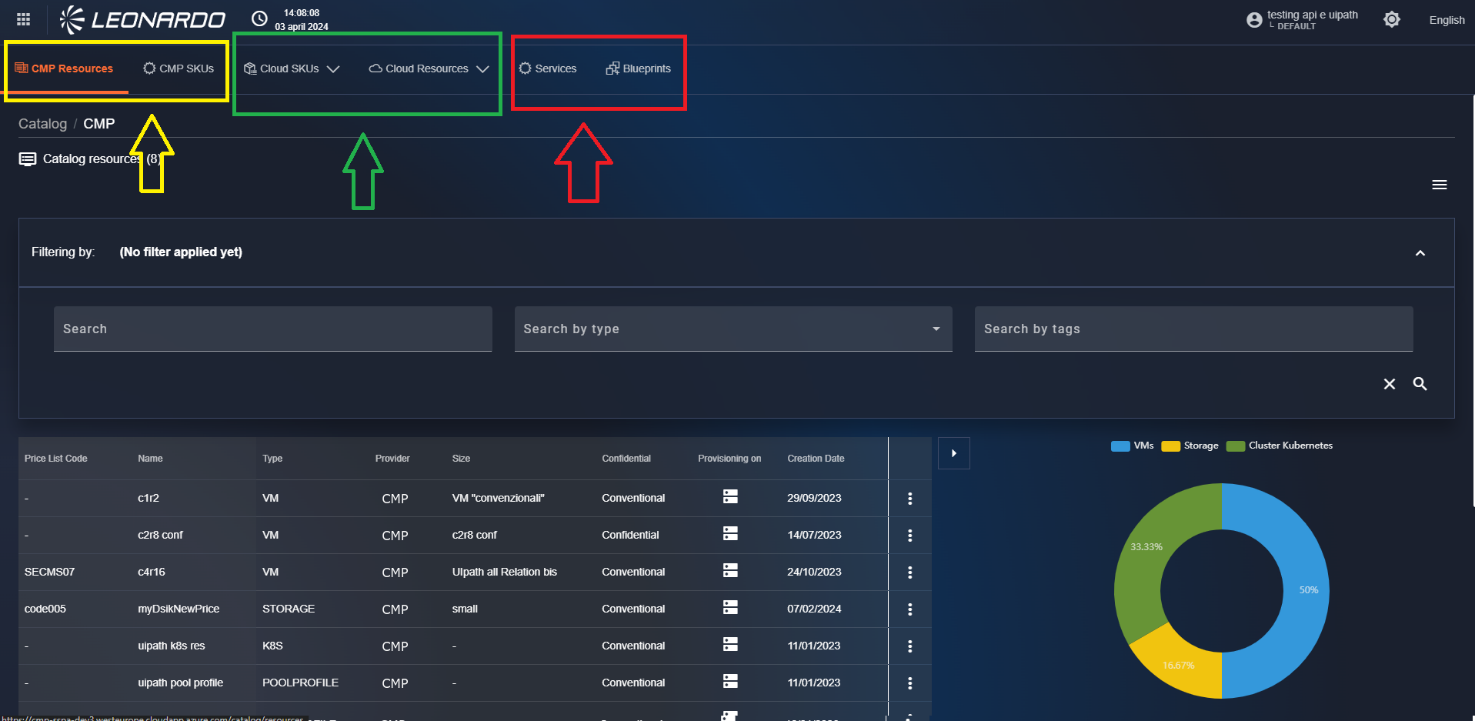 LEONARDO
14:08:08
03 april 2024
testing api e uipath
DEFAULT
English
CMP Resources
CMP SKUs
Cloud SKUs
Cloud Resources
Services
Blueprints
Catalog / CMP
Catalog resources (8)
Filtering by: (No filter applied yet)
Search
Search by type
Search by tags
VMs Storage Cluster Kubernetes
Price List Code Name Type Provider Size Confidential Provisioning on Creation Date
- c1r2 VM CMP VM "convenzionali" Conventional 29/09/2023
- c2r8 conf VM CMP c2r8 conf Confidential 14/07/2023
SECMS07 c4r16 VM CMP UIpath all Relation bis Conventional 24/10/2023
code005 myDsikNewPrice STORAGE CMP small Conventional 07/02/2024
- uipath k8s res K8S CMP - Conventional 11/01/2023
- uipath pool profile POOLPROFILE CMP - Conventional 11/01/2023
33.33%
50%
16.67%